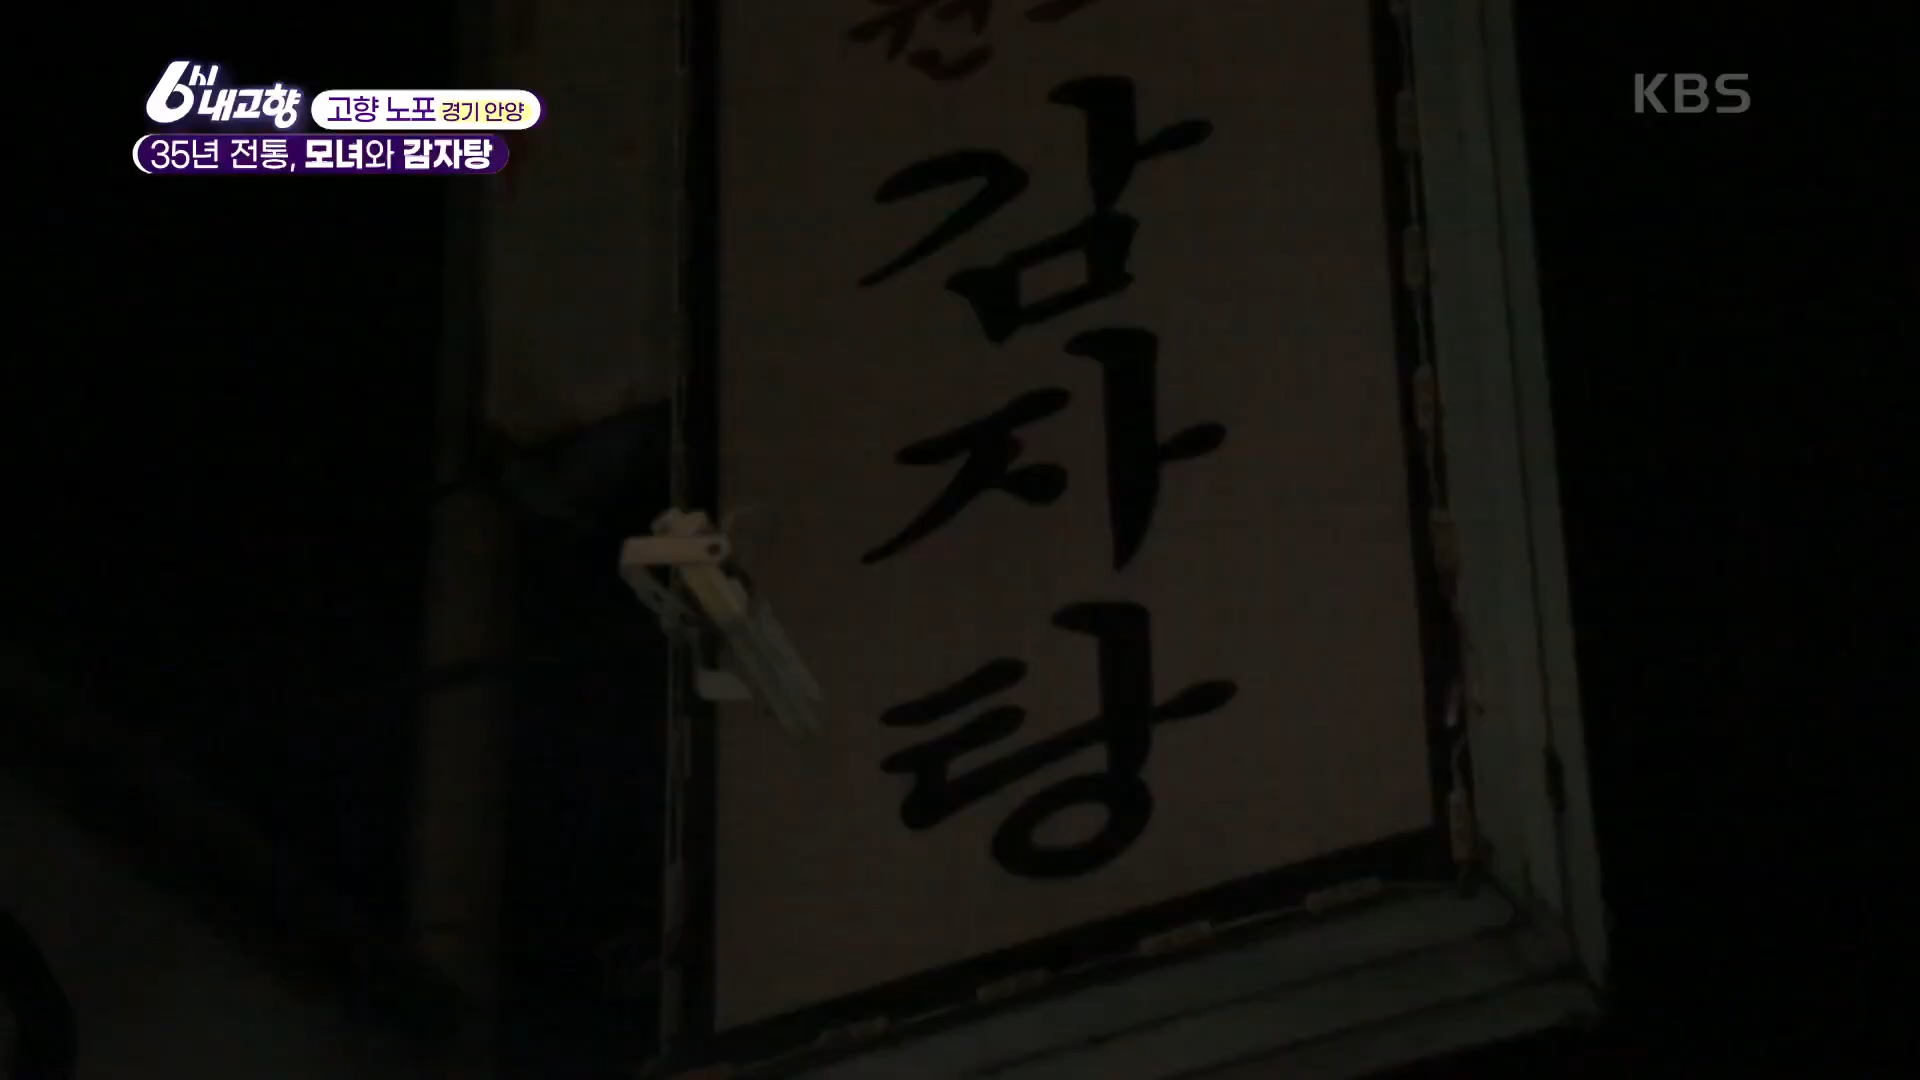 6시 내고향
고향 노포 경기 안양
35년 전통, 모녀와 감자탕
KBS
감
자
탕